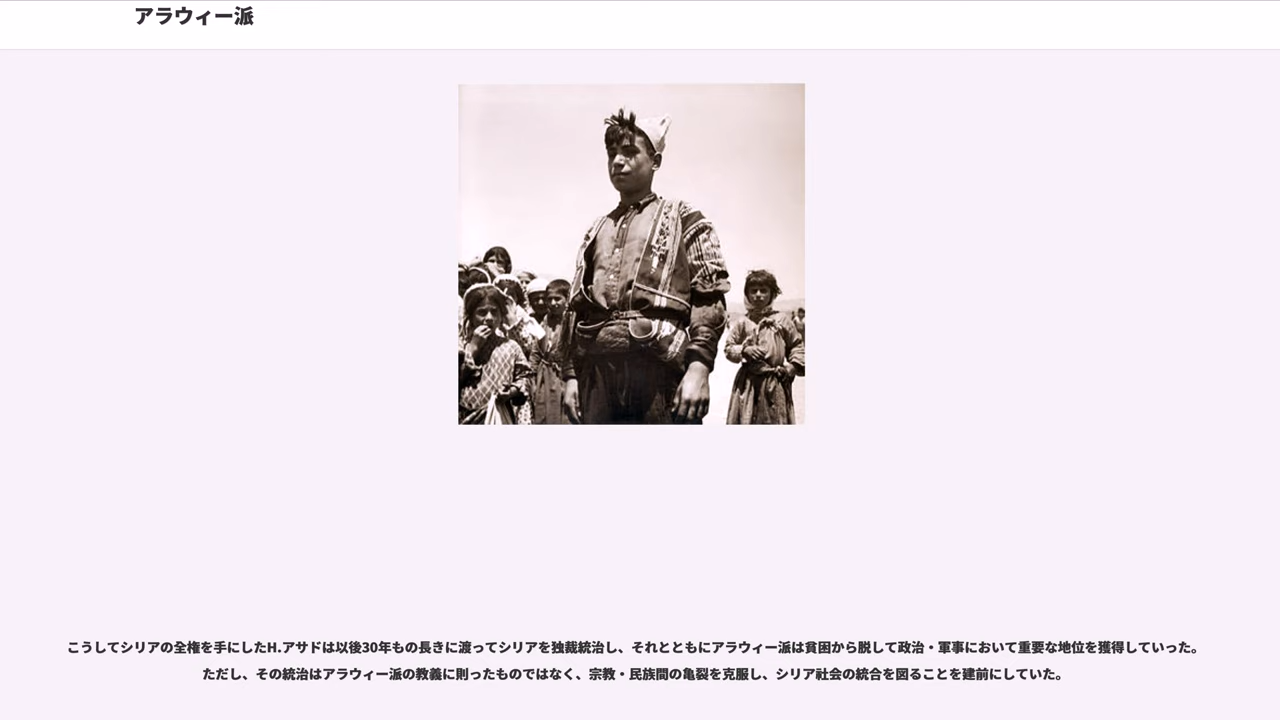 アラウィー派
こうしてシリアの全権を手にしたH.アサドは以後30年もの長きに渡ってシリアを独裁統治し、それとともにアラウィー派は貧困から脱して政治・軍事において重要な地位を獲得していった。
ただし、その統治はアラウィー派の教義に則ったものではなく、宗教・民族間の亀裂を克服し、シリア社会の統合を図ることを建前にしていた。